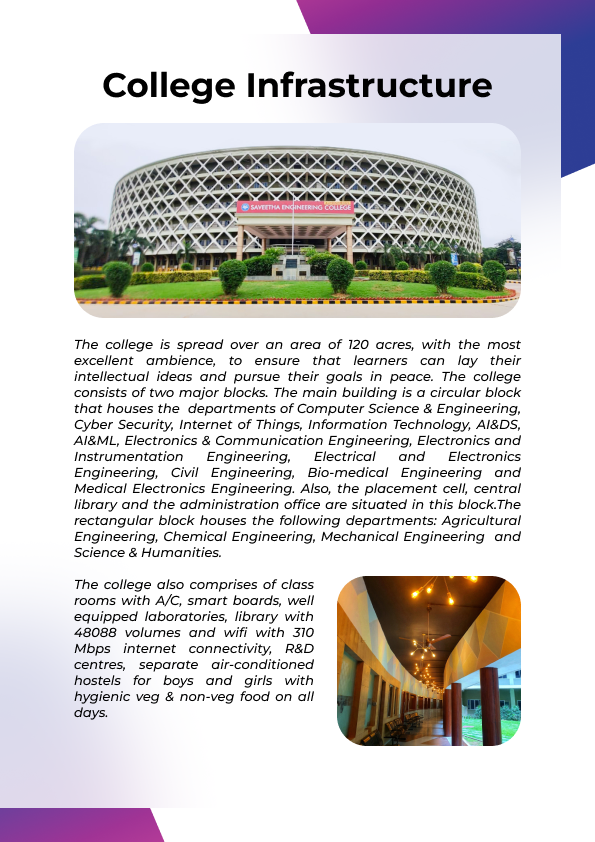 College Infrastructure
SAVEETHA ENGINEERING COLLEGE
The college is spread over an area of 120 acres, with the most
excellent ambience, to ensure that learners can lay their
intellectual ideas and pursue their goals in peace. The college
consists of two major blocks. The main building is a circular block
that houses the departments of Computer Science & Engineering,
Cyber Security, Internet of Things, Information Technology, AI&DS,
AI&ML, Electronics & Communication Engineering, Electronics and
Instrumentation Engineering, Electrical and Electronics
Engineering, Civil Engineering, Bio-medical Engineering and
Medical Electronics Engineering. Also, the placement cell, central
library and the administration office are situated in this block.The
rectangular block houses the following departments: Agricultural
Engineering, Chemical Engineering, Mechanical Engineering and
Science & Humanities.
The college also comprises of class
rooms with A/C, smart boards, well
equipped laboratories, library with
48088 volumes and wifi with 310
Mbps internet connectivity, R&D
centres, separate air-conditioned
hostels for boys and girls with
hygienic veg & non-veg food on all
days.